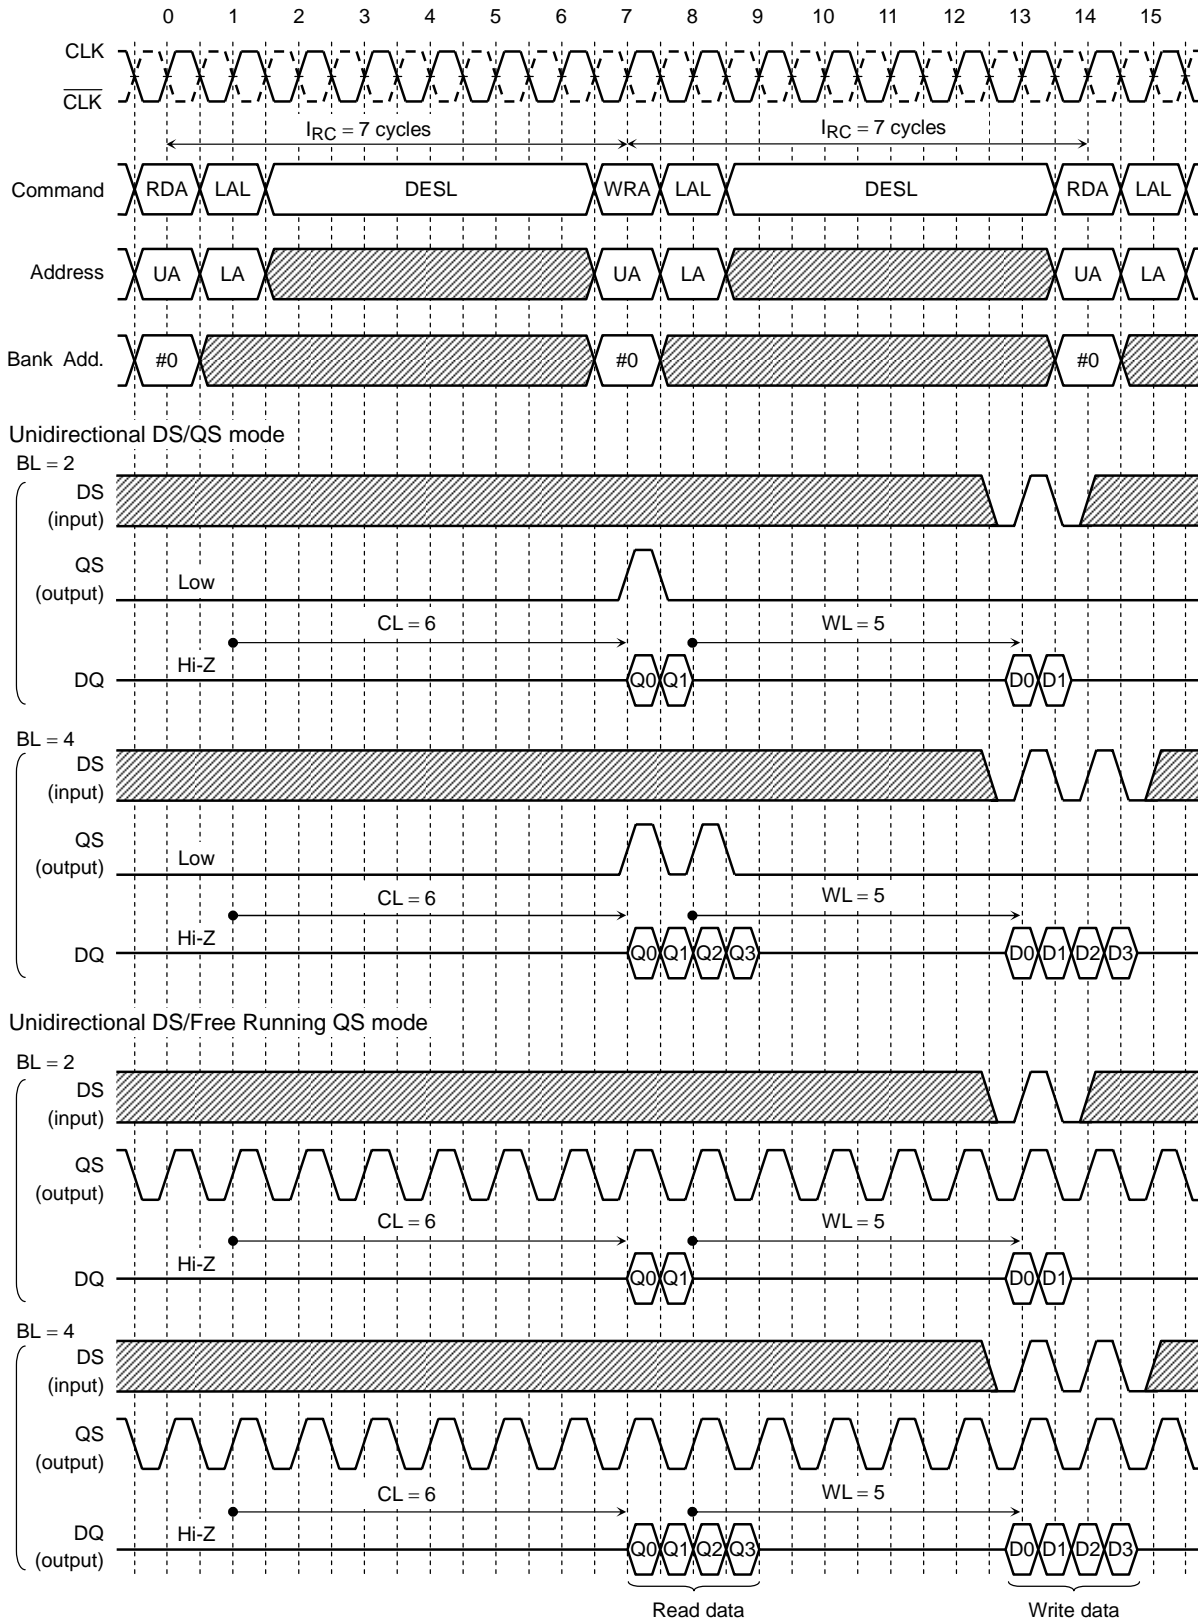 0 1 2 3 4 5 6 7 8 9 10 11 12 13 14 15
CLK
CLK
IRC = 7 cycles IRC = 7 cycles
Command RDA LAL DESL WRA LAL DESL RDA LAL
Address UA LA UA LA UA LA
Bank Add. #0 #0 #0
Unidirectional DS/QS mode
BL = 2
DS
(input)
QS
(output) Low
CL = 6 WL = 5
Hi-Z
DQ Q0 Q1 D0 D1
BL = 4
DS
(input)
QS
(output) Low
CL = 6 WL = 5
Hi-Z
DQ Q0 Q1 Q2 Q3 D0 D1 D2 D3
Unidirectional DS/Free Running QS mode
BL = 2
DS
(input)
QS
(output)
CL = 6 WL = 5
Hi-Z
DQ Q0 Q1 D0 D1
BL = 4
DS
(input)
QS
(output)
CL = 6 WL = 5
DQ Hi-Z
(output) Q0 Q1 Q2 Q3 D0 D1 D2 D3
Read data Write data